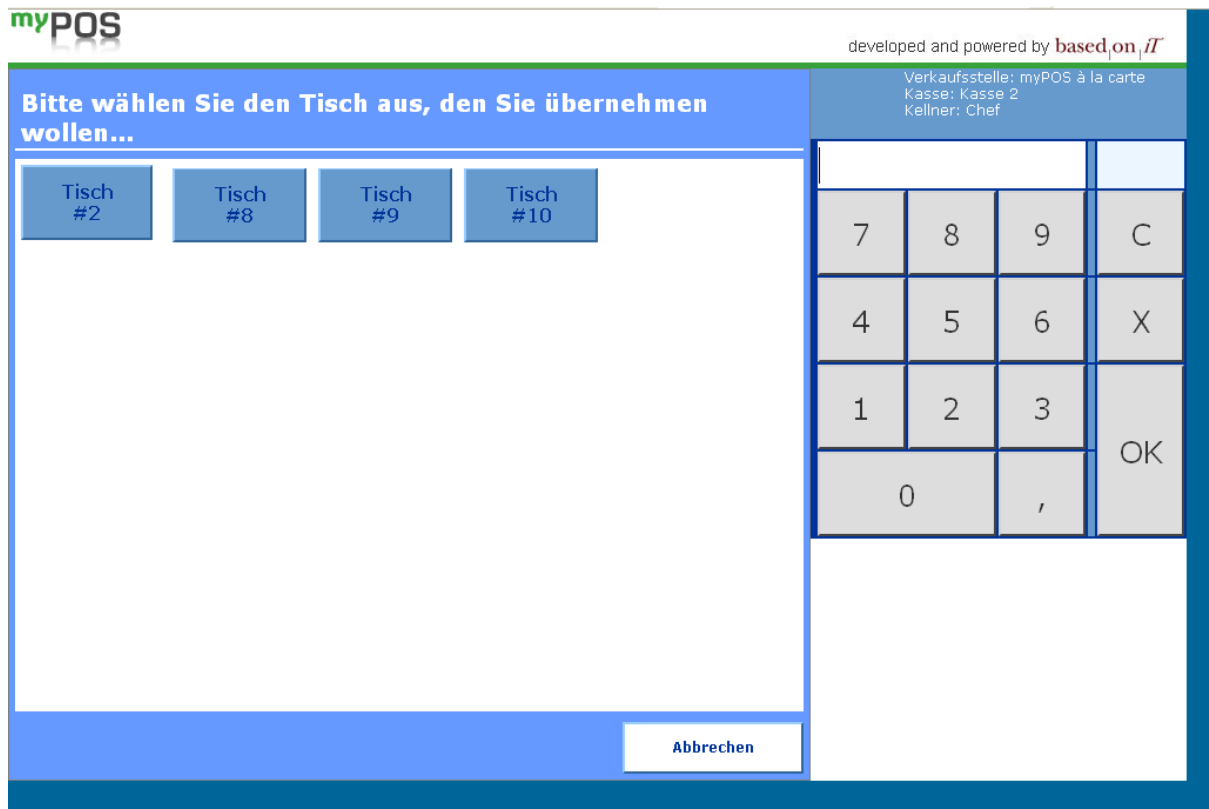 myPOS
developed and powered by based|on|iT
Verkaufsstelle: myPOS à la carte
Kasse: Kasse 2
Kellner: Chef
Bitte wählen Sie den Tisch aus, den Sie übernehmen
wollen...
Tisch
#2
Tisch
#8
Tisch
#9
Tisch
#10
7 8 9 C
4 5 6 X
1 2 3
OK
0 ,
Abbrechen